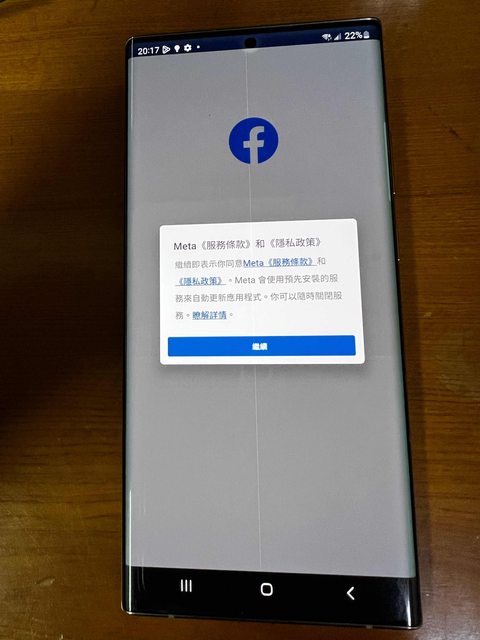 20:17
22%
Meta《服務條款》和《隱私政策》
繼續即表示你同意Meta《服務條款》和
《隱私政策》。Meta 會使用預先安裝的服
務來自動更新應用程式。你可以隨時關閉服
務。瞭解詳情。
繼續